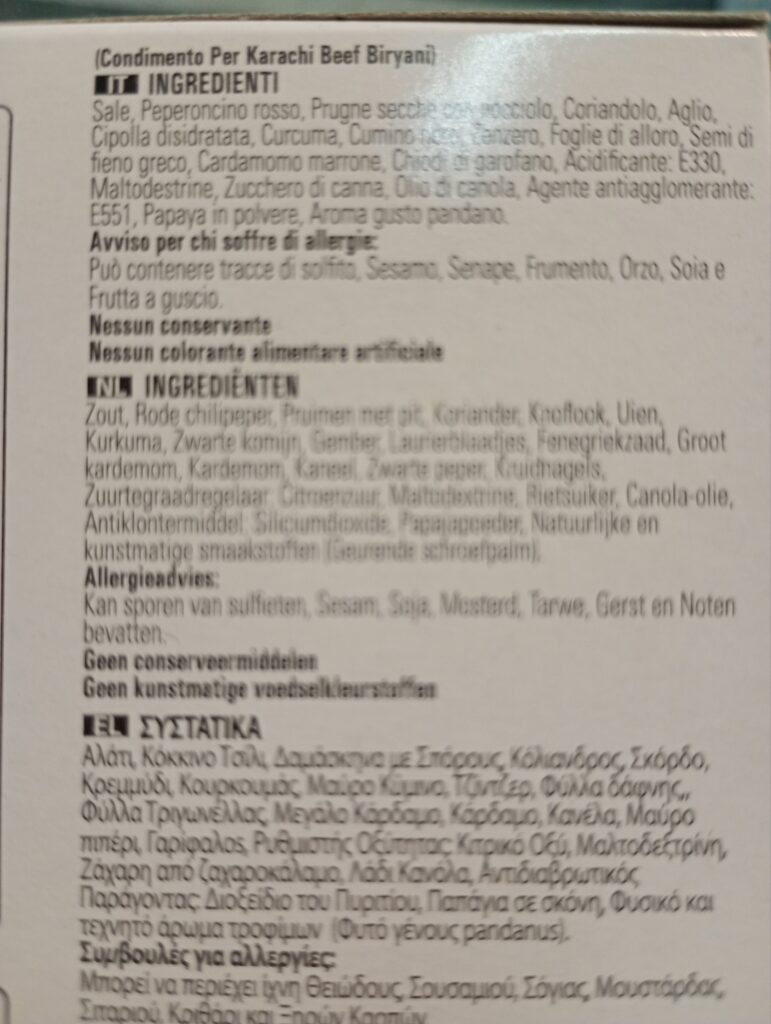 (Condimento Per Karachi Beef Biryani)
IT INGREDIENTI
Sale, Peperoncino rosso, Prugne secche con nocciolo, Coriandolo, Aglio,
Cipolla disidratata, Curcuma, Cumino nero, Zenzero, Foglie di alloro, Semi di
fieno greco, Cardamomo marrone, Chiodi di garofano, Acidificante: E330,
Maltodestrine, Zucchero di canna, Olio di canola, Agente antiagglomerante:
E551, Papaya in polvere, Aroma gusto pandano.
Avviso per chi soffre di allergie:
Può contenere tracce di solfito, Sesamo, Senape, Frumento, Orzo, Soia e
Frutta a guscio.
Nessun conservante
Nessun colorante alimentare artificiale
NL INGREDIËNTEN
Zout, Rode chilipeper, Pruimen met pit, Koriander, Knoflook, Uien,
Kurkuma, Zwarte komijn, Gember, Laurierblaadjes, Fenegriekzaad, Groot
kardemom, Kardemom, Kaneel, Zwarte peper, Kruidnagels,
Zuurtegraadregelaar: Citroenzuur, Maltodextrine, Rietsuiker, Canola-olie,
Antiklontermiddel: Siliciumdioxide, Papajapoeder, Natuurlijke en
kunstmatige smaakstoffen (Geurende schroefpalm).
Allergieadvies:
Kan sporen van sulfieten, Sesam, Soja, Mosterd, Tarwe, Gerst en Noten
bevatten.
Geen conserveermiddelen
Geen kunstmatige voedselkleurstoffen
EL ΣΥΣΤΑΤΙΚΑ
Αλάτι, Κόκκινο Τσίλι, Δαμάσκηνα με Σπόρους, Κόλιανδρος, Σκόρδο,
Κρεμμύδι, Κουρκουμάς, Μαύρο Κύμινο, Τζίντζερ, Φύλλα δάφνης,,
Φύλλα Τριγωνέλλας, Μεγάλο Κάρδαμο, Κάρδαμο, Κανέλα, Μαύρο
πιπέρι, Γαρίφαλος, Ρυθμιστής Οξύτητας: Κιτρικό Οξύ, Μαλτοδεξτρίνη,
Ζάχαρη από ζαχαροκάλαμο, Λάδι Κανόλα, Αντιδιαβρωτικός
Παράγοντας: Διοξείδιο του Πυριτίου, Παπάγια σε σκόνη, Φυσικό και
τεχνητό άρωμα τροφίμων (Φυτό γένους pandanus).
Συμβουλές για αλλεργίες:
Μπορεί να περιέχει ίχνη Θειώδους, Σουσαμιού, Σόγιας, Μουστάρδας,
Σιταριού, Κριθάρι και Ξηρών Καρπών